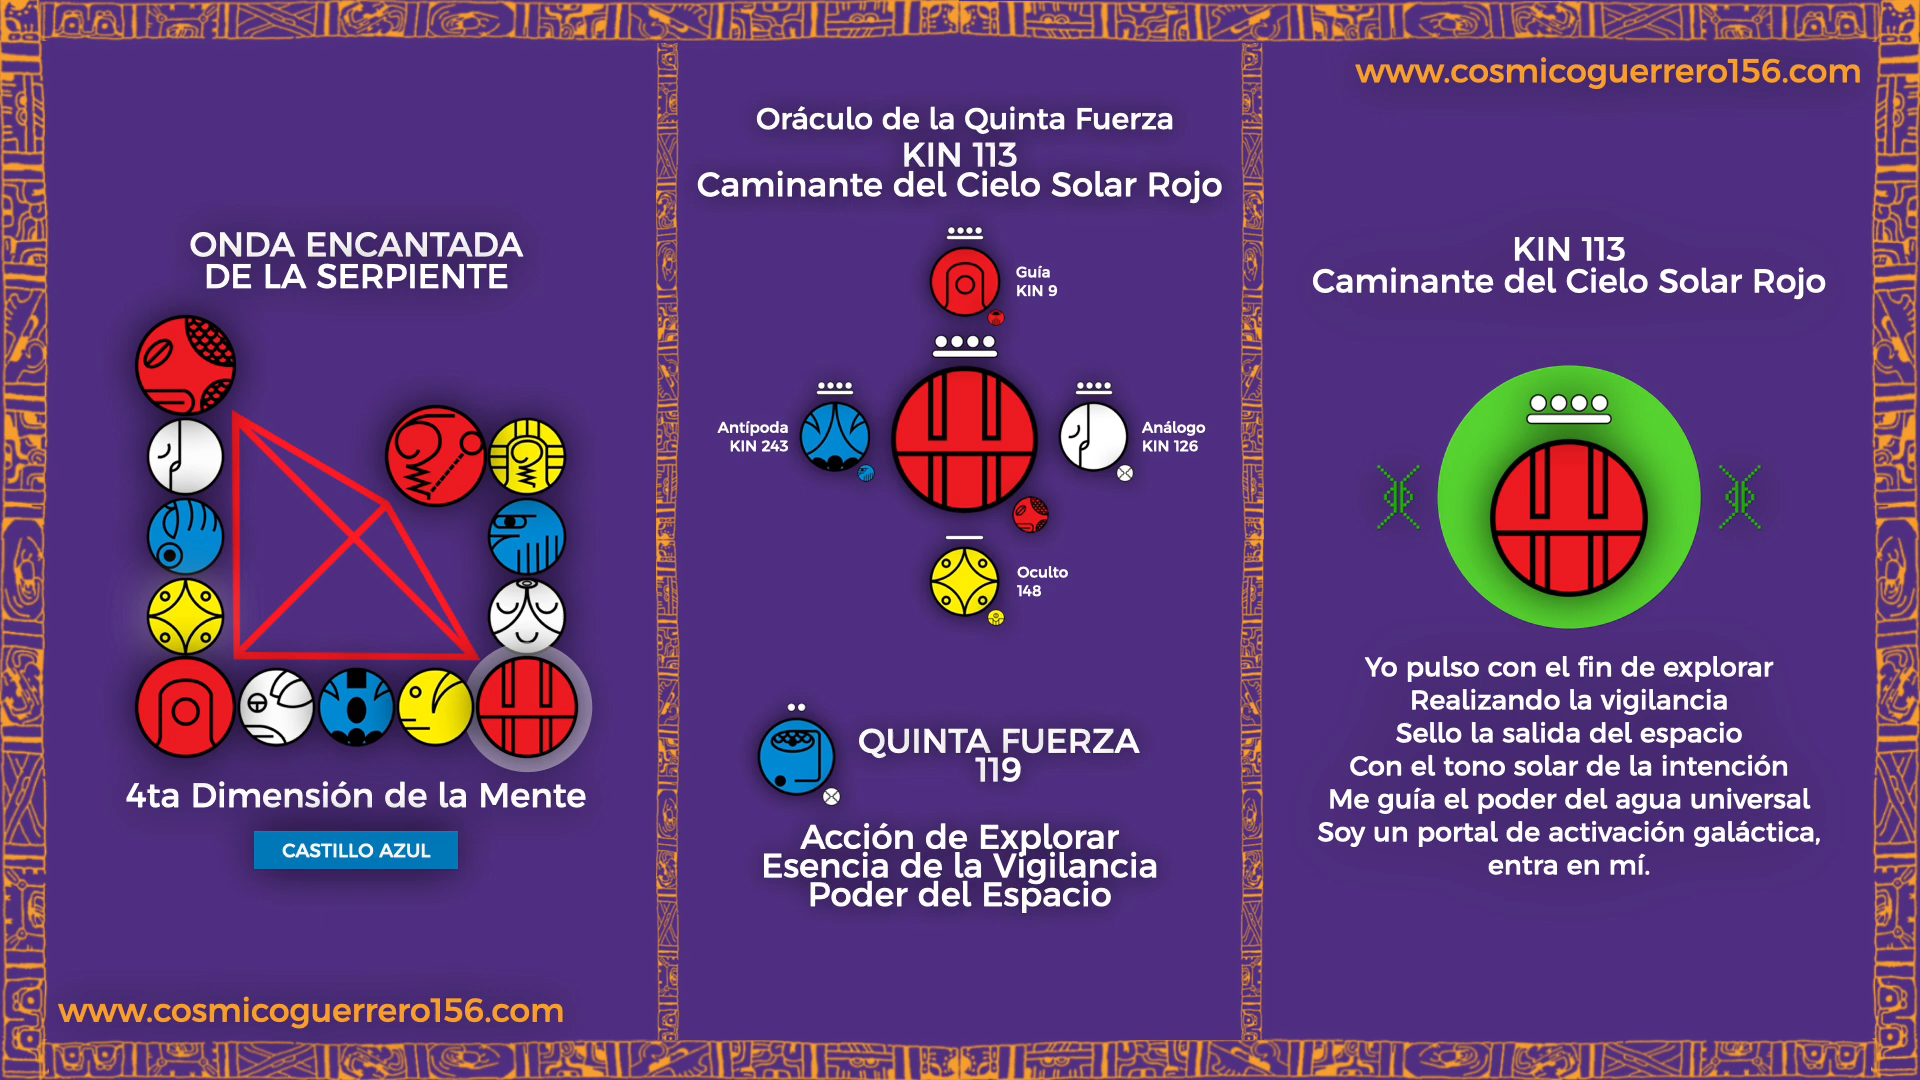 ONDA ENCANTADA
DE LA SERPIENTE
4ta Dimensión de la Mente
CASTILLO AZUL
www.cosmicoguerrero156.com
Oráculo de la Quinta Fuerza
KIN 113
Caminante del Cielo Solar Rojo
Guía
KIN 9
Antípoda
KIN 243
Análogo
KIN 126
Oculto
148
QUINTA FUERZA
119
Acción de Explorar
Esencia de la Vigilancia
Poder del Espacio
www.cosmicoguerrero156.com
KIN 113
Caminante del Cielo Solar Rojo
Yo pulso con el fin de explorar
Realizando la vigilancia
Sello la salida del espacio
Con el tono solar de la intención
Me guía el poder del agua universal
Soy un portal de activación galáctica,
entra en mí.